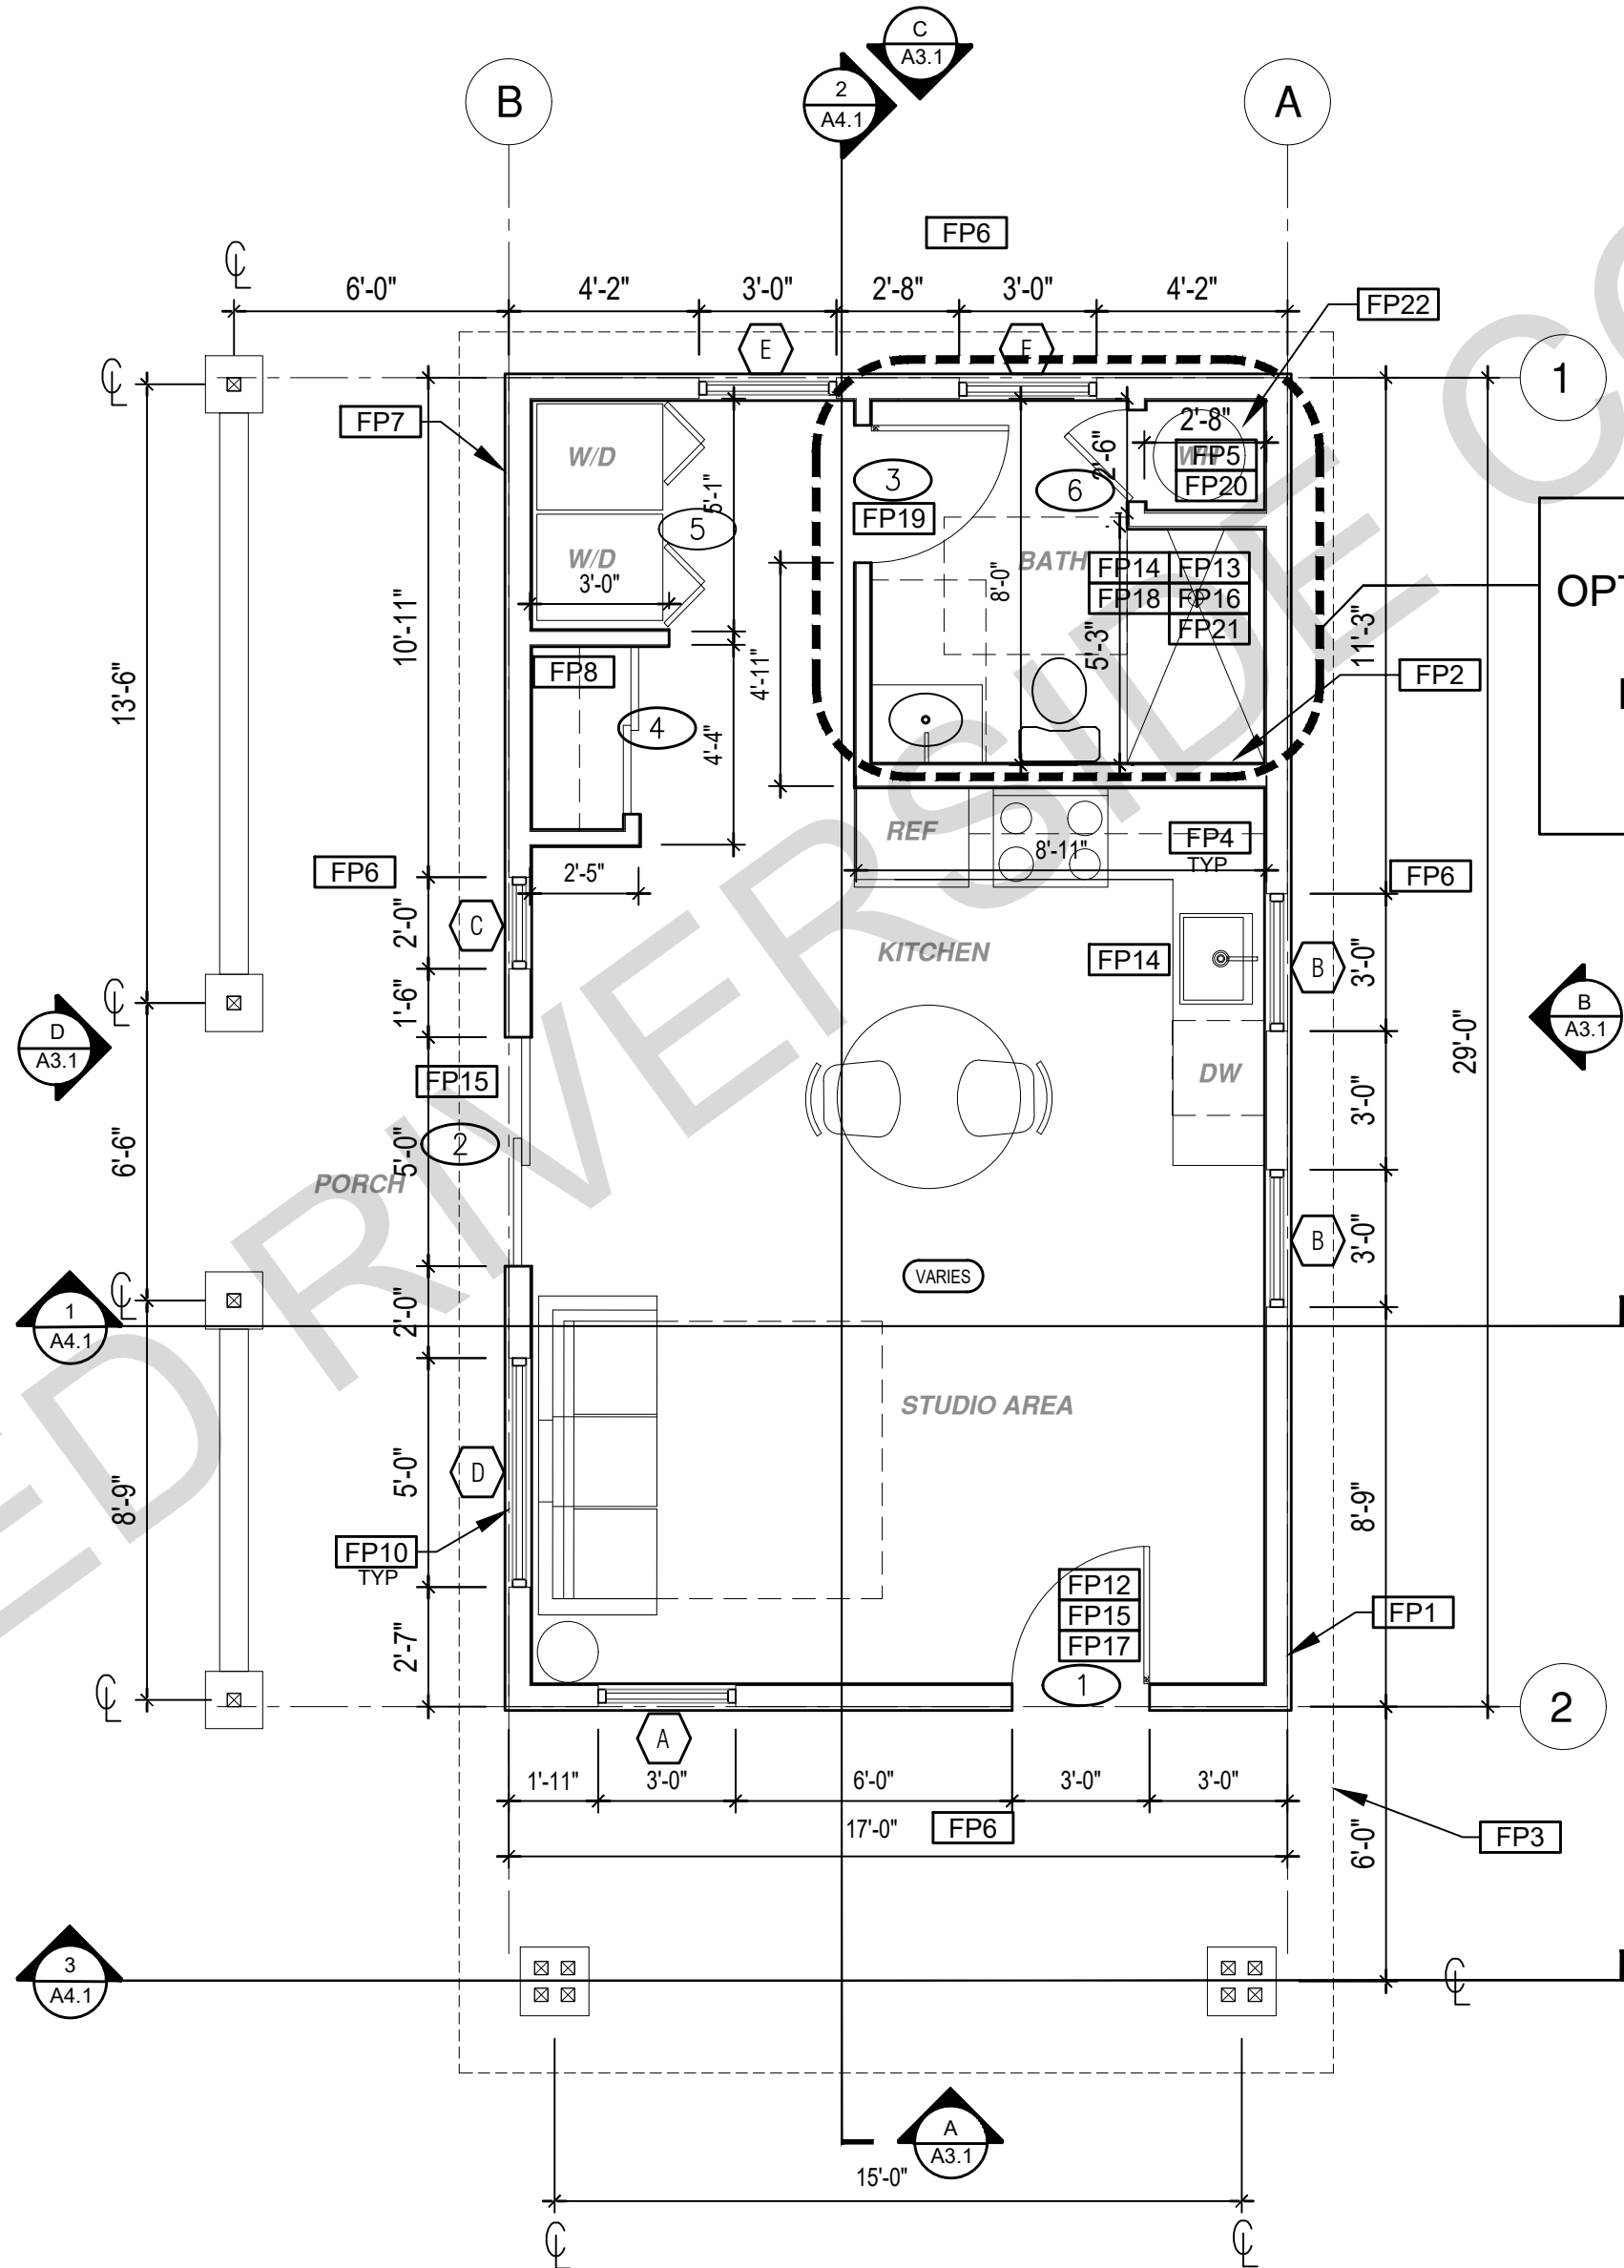 C
A3.1
2
A4.1
B
A
FP6
6'-0"
4'-2"
3'-0"
2'-8"
3'-0"
4'-2"
FP22
E
F
1
FP7
W/D
3
FP19
6
2'-6"
2'-8"
WH
FP5
FP20
5'-1"
5
W/D
3'-0"
BATH
8'-0"
FP14
FP13
FP18
FP16
FP21
OPT
10'-11"
13'-6"
11'-3"
FP8
4'-11"
5'-3"
FP2
4
4'-4"
REF
8'-11"
FP4
TYP
FP6
2'-5"
FP6
2'-0"
C
KITCHEN
FP14
B
3'-0"
1'-6"
D
A3.1
B
A3.1
29'-0"
FP15
DW
3'-0"
6'-6"
5'-0"
2
PORCH
3'-0"
B
VARIES
1
A4.1
2'-0"
STUDIO AREA
5'-0"
D
8'-9"
8'-9"
FP10
TYP
FP12
FP15
FP17
FP1
2'-7"
1
2
A
1'-11"
3'-0"
6'-0"
3'-0"
3'-0"
17'-0"
FP6
6'-0"
FP3
3
A4.1
A
A3.1
15'-0"
ED RIVERSIDE CO